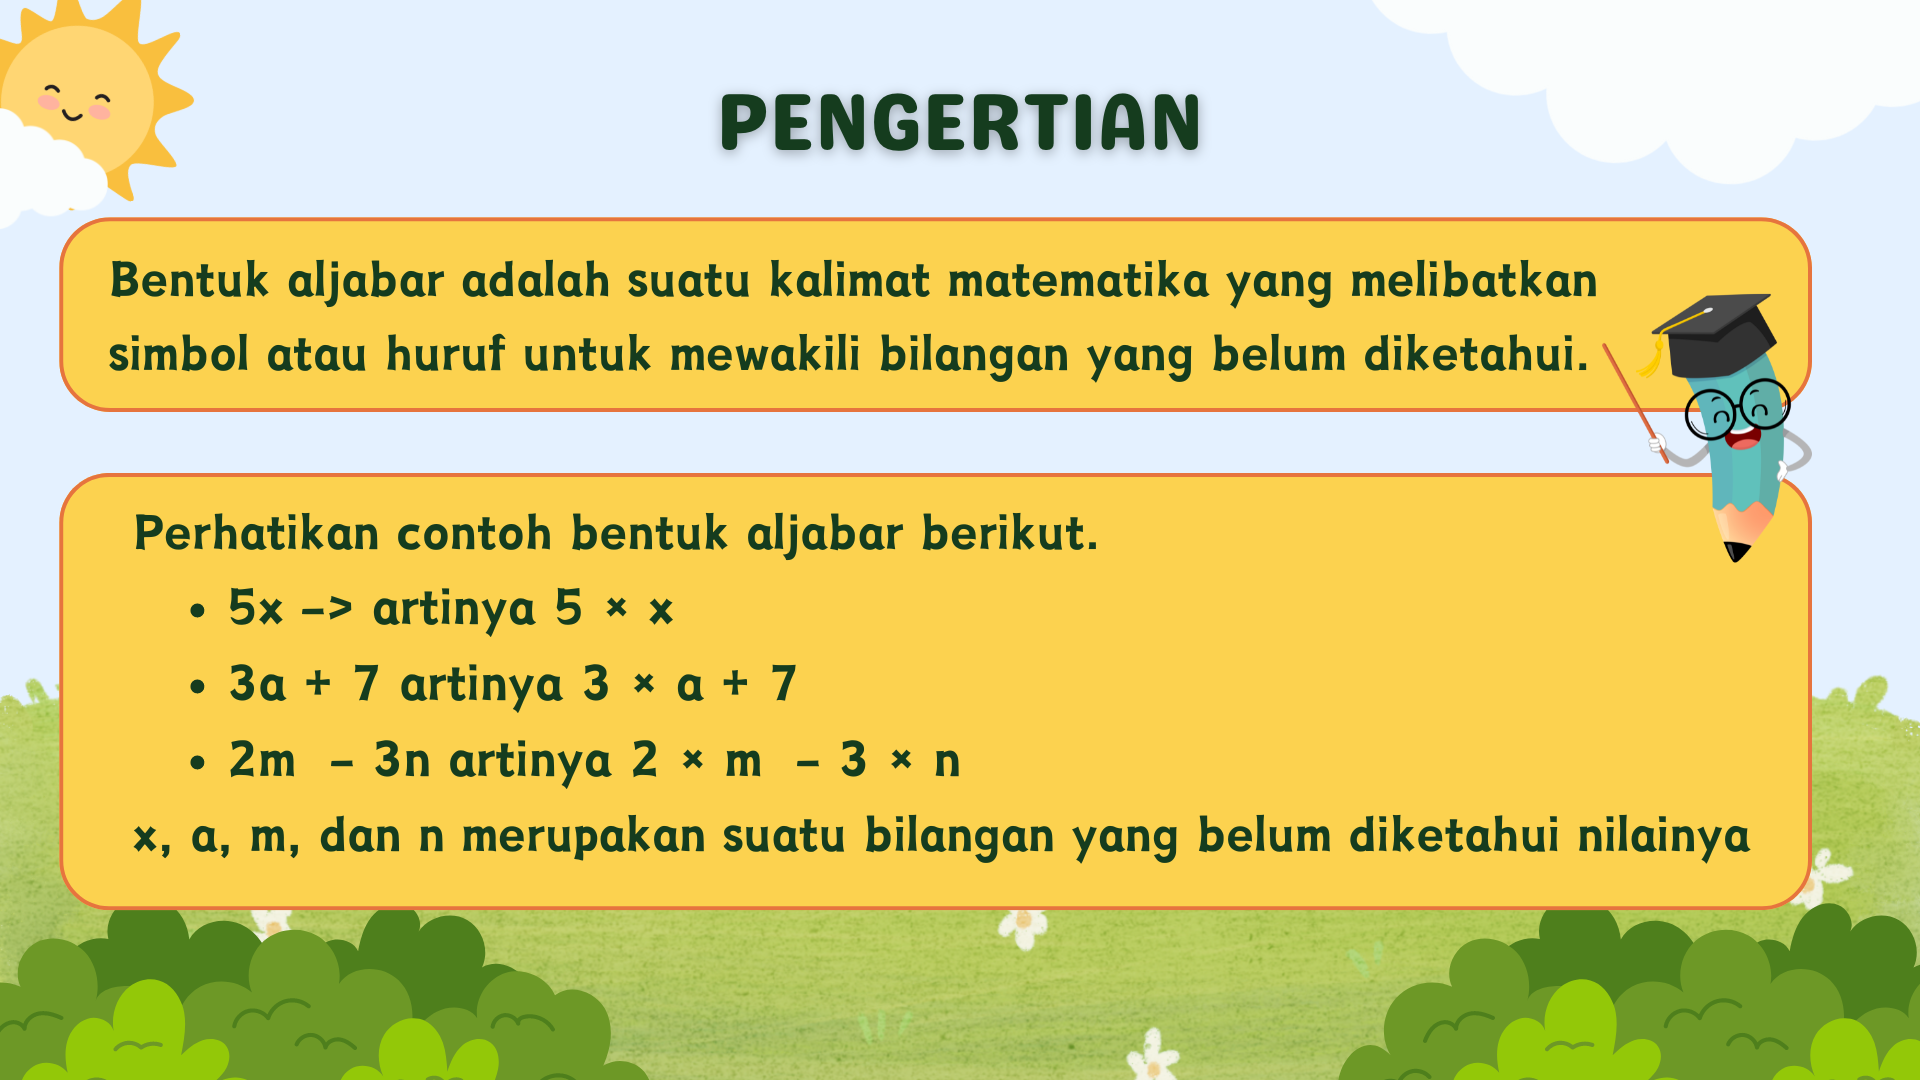 PENGERTIAN
Bentuk aljabar adalah suatu kalimat matematika yang melibatkan
simbol atau huruf untuk mewakili bilangan yang belum diketahui.
Perhatikan contoh bentuk aljabar berikut.
• 5x -> artinya 5 × x
• 3a + 7 artinya 3 × a + 7
• 2m – 3n artinya 2 × m – 3 × n
x, a, m, dan n merupakan suatu bilangan yang belum diketahui nilainya